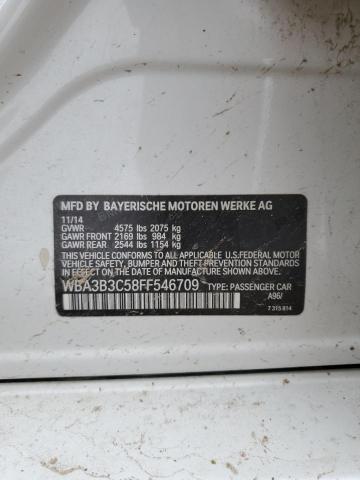 MFD BY BAYERISCHE MOTOREN WERKE AG
11/14
GVWR 4575 lbs 2075 kg
GAWR FRONT 2169 lbs 984 kg
GAWR REAR 2544 lbs 1154 kg
THIS VEHICLE CONFORMS TO ALL APPLICABLE U.S.FEDERAL MOTOR
VEHICLE SAFETY, BUMPER AND THEFT PREVENTION STANDARDS
IN EFFECT ON THE DATE OF MANUFACTURE SHOWN ABOVE.
WBA3B3C58FF546709 TYPE: PASSENGER CAR
A96/
7 315 814